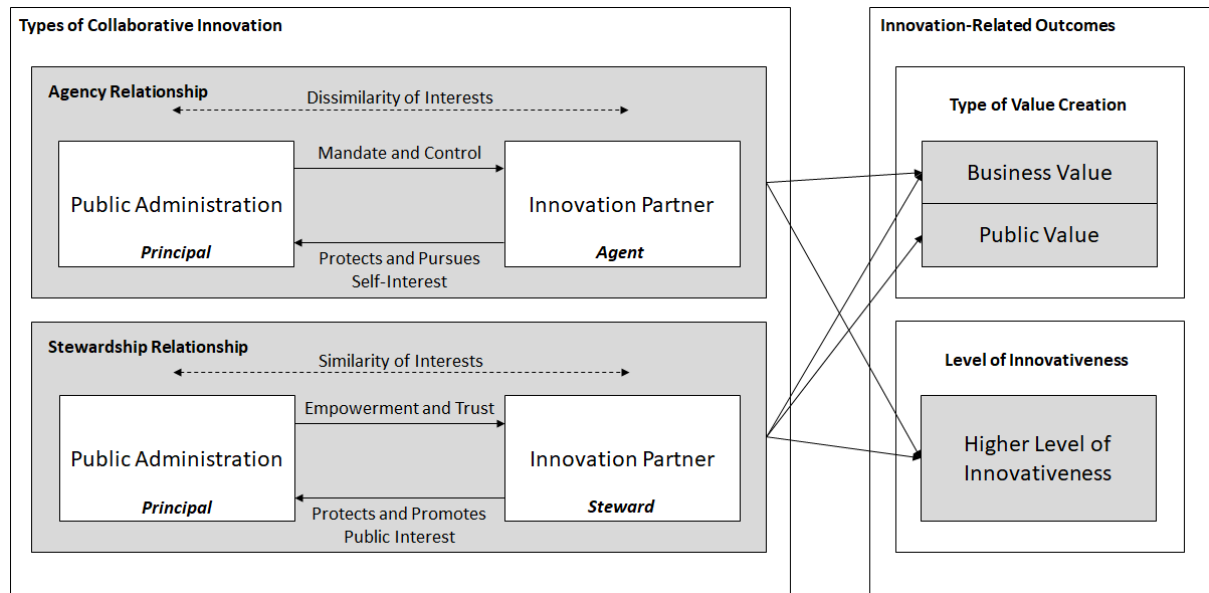 Types of Collaborative Innovation
Agency Relationship
Dissimilarity of Interests
Public Administration
Principal
Mandate and Control
Protects and Pursues
Self-Interest
Innovation Partner
Agent
Stewardship Relationship
Similarity of Interests
Public Administration
Principal
Empowerment and Trust
Protects and Promotes
Public Interest
Innovation Partner
Steward
Innovation-Related Outcomes
Type of Value Creation
Business Value
Public Value
Level of Innovativeness
Higher Level of
Innovativeness